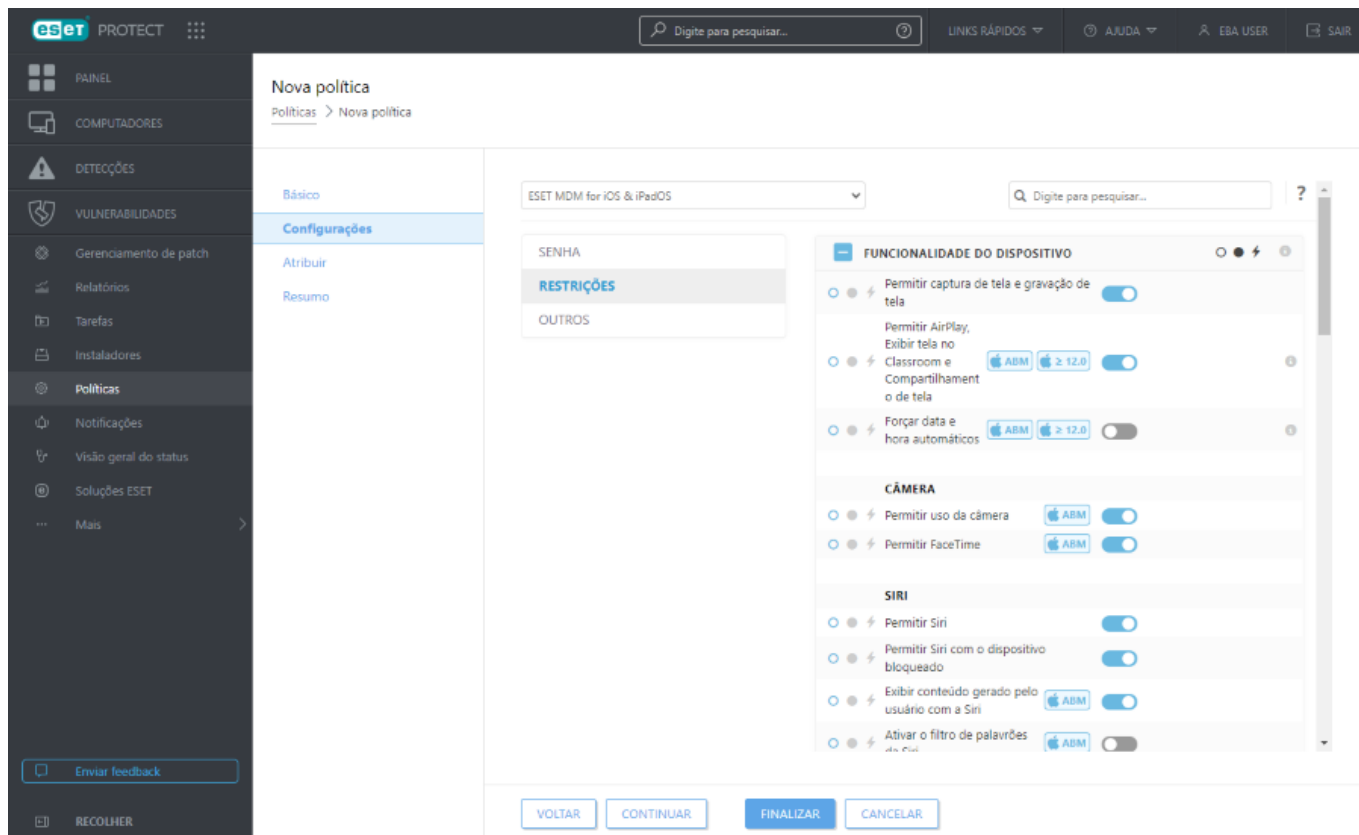 eset PROTECT
Digite para pesquisar...
LINKS RÁPIDOS
AJUDA
EBA USER
SAIR
PAINEL
COMPUTADORES
DETECÇÕES
VULNERABILIDADES
Gerenciamento de patch
Relatórios
Tarefas
Instaladores
Políticas
Notificações
Visão geral do status
Soluções ESET
Mais
Enviar feedback
RECOLHER
Nova política
Políticas > Nova política
Básico
Configurações
Atribuir
Resumo
ESET MDM for iOS & iPadOS
Digite para pesquisar...
?
SENHA
RESTRIÇÕES
OUTROS
FUNCIONALIDADE DO DISPOSITIVO
Permitir captura de tela e gravação de
tela
Permitir AirPlay,
Exibir tela no
Classroom e
Compartilhament
o de tela
ABM
≥ 12.0
Forçar data e
hora automáticos
ABM
≥ 12.0
CÂMERA
Permitir uso da câmera
ABM
Permitir FaceTime
ABM
SIRI
Permitir Siri
Permitir Siri com o dispositivo
bloqueado
Exibir conteúdo gerado pelo
usuário com a Siri
ABM
Ativar o filtro de palavrões
da Siri
ABM
VOLTAR
CONTINUAR
FINALIZAR
CANCELAR